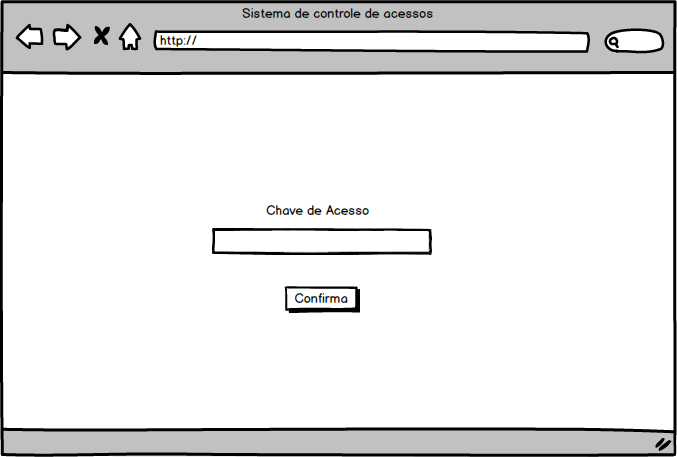 Sistema de controle de acessos
http://
Chave de Acesso
Confirma